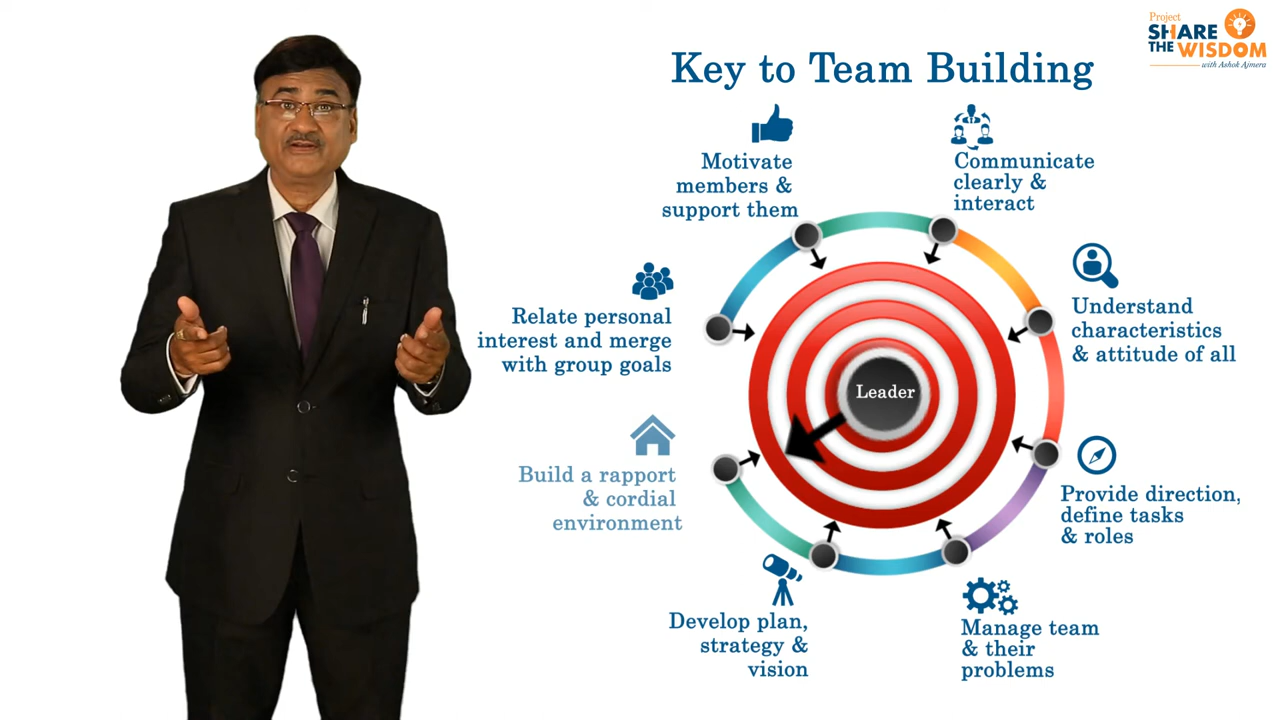 Project
SHARE
THE WISDOM
with Ashok Ajmera
Key to Team Building
Motivate
members &
support them
Communicate
clearly &
interact
Understand
characteristics
& attitude of all
Provide direction,
define tasks
& roles
Manage team
& their
problems
Develop plan,
strategy &
vision
Build a rapport
& cordial
environment
Relate personal
interest and merge
with group goals
Leader